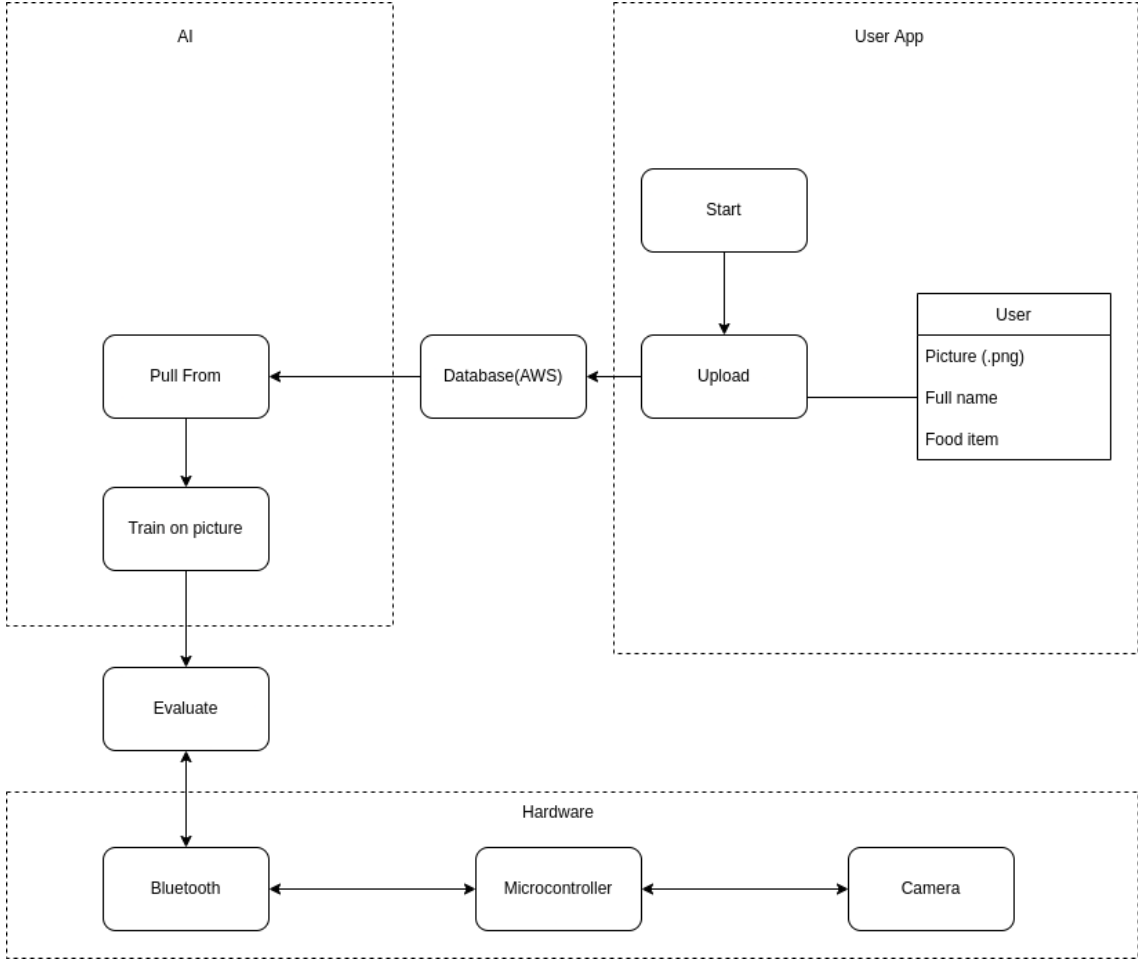 AI
User App
Start
User
Picture (.png)
Full name
Food item
Pull From
Database(AWS)
Upload
Train on picture
Evaluate
Hardware
Bluetooth
Microcontroller
Camera